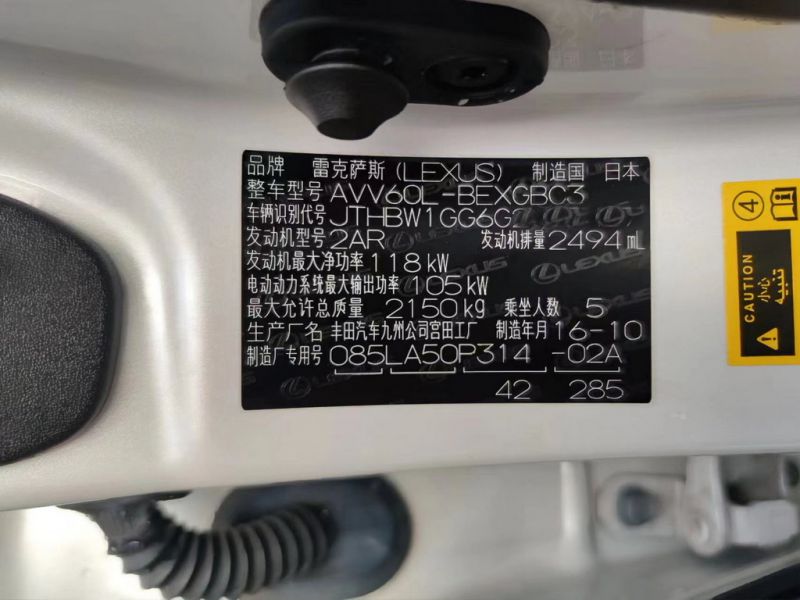 品牌 雷克萨斯(LEXUS) 制造国 日本
整车型号 AVV60L-BEXGBC3
车辆识别代号 JTHBW1GG6G2
发动机型号 2AR 发动机排量 2494 mL
发动机最大净功率 118 kW
电动动力系统最大输出功率 105 kW
最大允许总质量 2150 kg 乘坐人数 5
生产厂名 丰田汽车九州公司宫田工厂 制造年月 16-10
制造厂专用号 085LA50P314-02A
42 285
4
CAUTION
小心
تنبيه